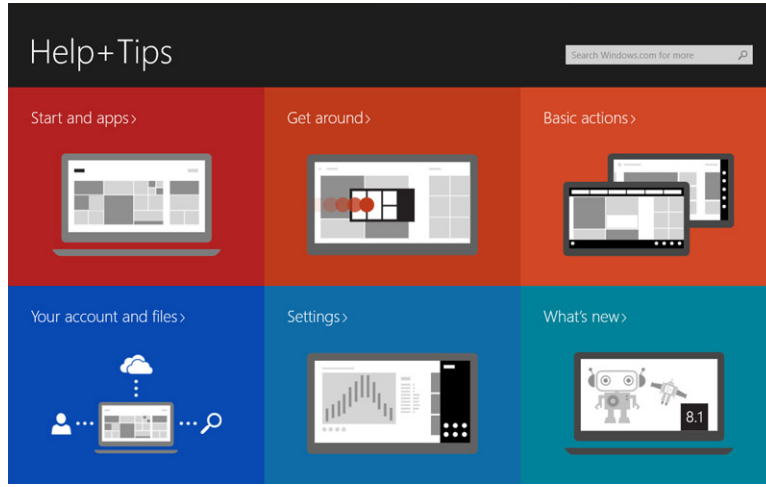 Help+Tips
Search Windows.com for more
Start and apps>
Get around>
Basic actions>
Your account and files>
Settings>
What's new>
8.1